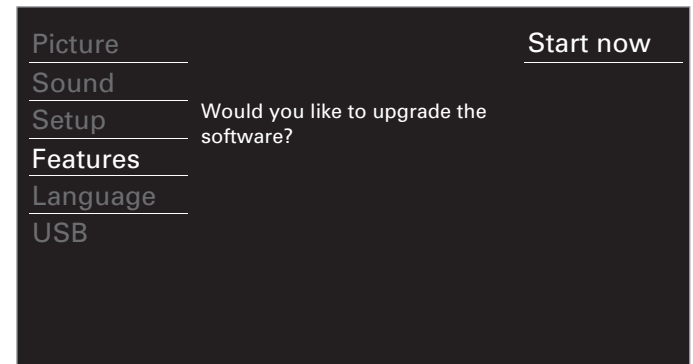 Picture
Sound
Setup
Features
Language
USB
Would you like to upgrade the
software?
Start now